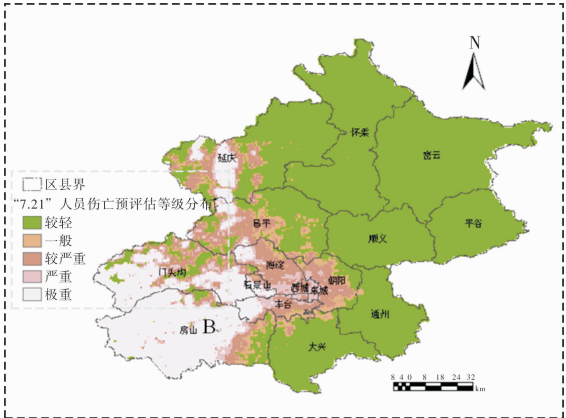 N
怀柔
密云
延庆
区县界
"7.21”人员伤亡预评估等级分布
较轻
一般
较严重
严重
极重
昌平
顺义
平谷
门头沟
海淀
石景山
西城
东城
朝阳
丰台
通州
房山 B
大兴
8 4 0 8 16 24 32
km